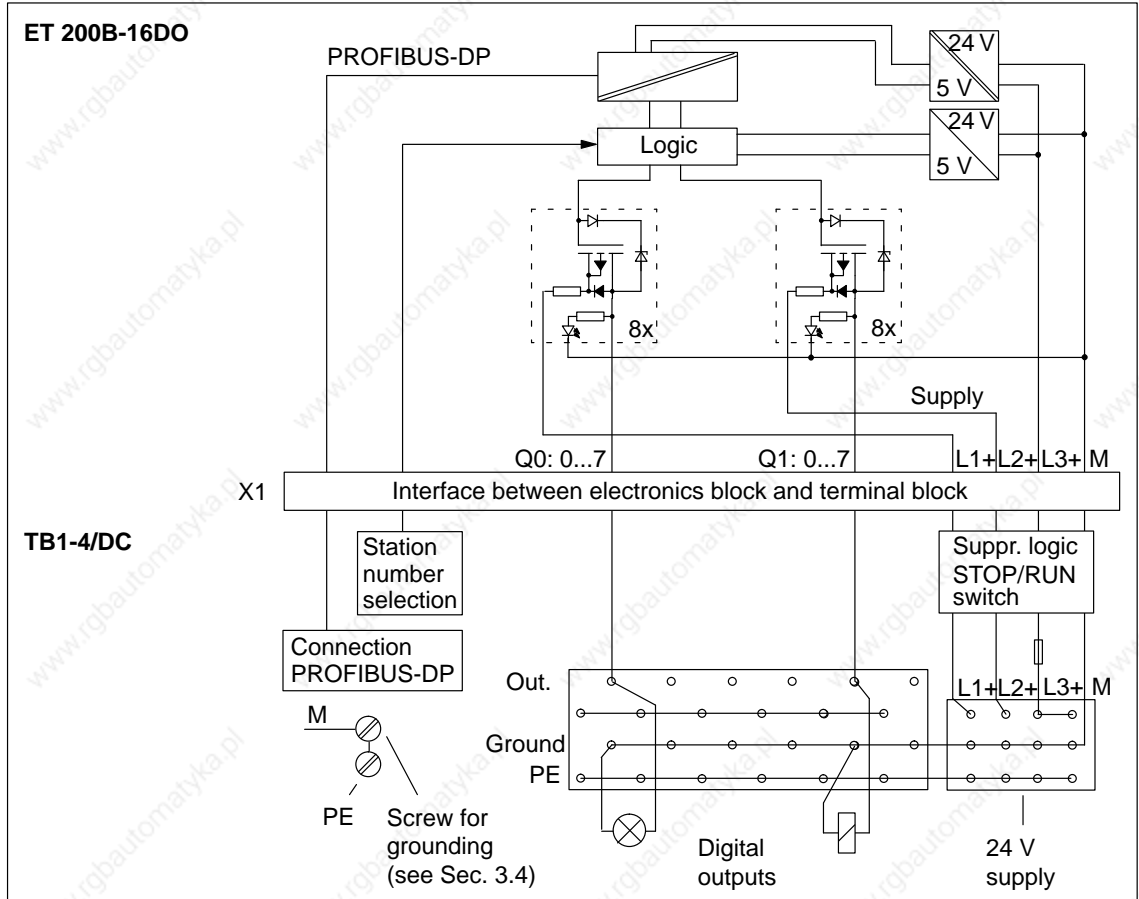 ET 200B-16DO
PROFIBUS-DP
24 V
5 V
24 V
5 V
Logic
8x
8x
Supply
Q0: 0...7
Q1: 0...7
L1+ L2+ L3+ M
X1
Interface between electronics block and terminal block
TB1-4/DC
Station
number
selection
Suppr. logic
STOP/RUN
switch
Connection
PROFIBUS-DP
Out.
L1+ L2+ L3+ M
M
Ground
PE
PE
Screw for
grounding
(see Sec. 3.4)
Digital
outputs
24 V
supply
www.rgbautomatyka.pl